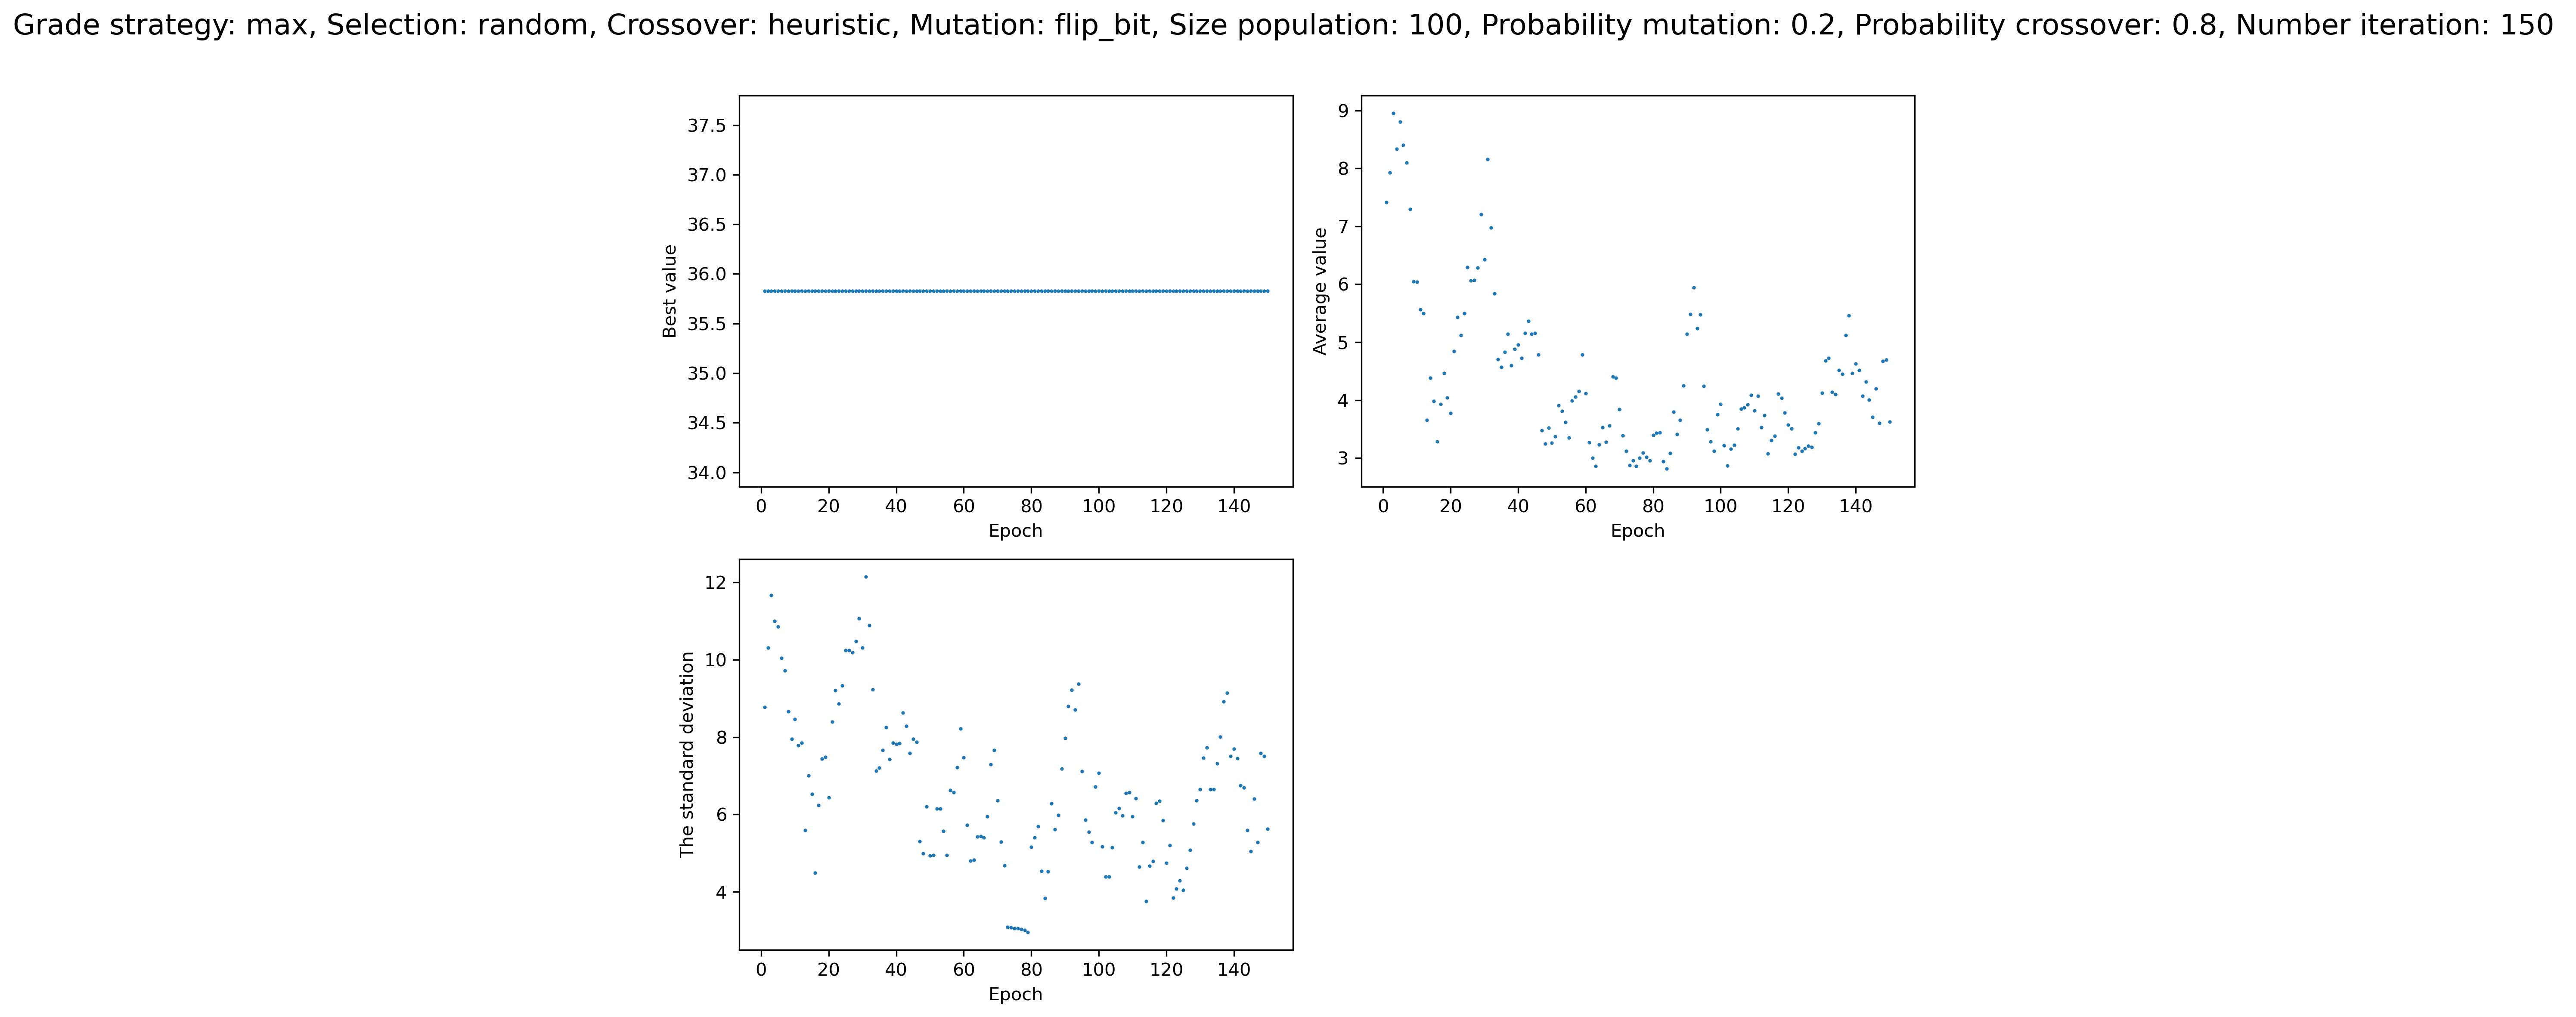 Grade strategy: max, Selection: random, Crossover: heuristic, Mutation: flip_bit, Size population: 100, Probability mutation: 0.2, Probability crossover: 0.8, Number iteration: 150
Best value
37.5
37.0
36.5
36.0
35.5
35.0
34.5
34.0
0 20 40 60 80 100 120 140
Epoch
Average value
9
8
7
6
5
4
3
0 20 40 60 80 100 120 140
Epoch
The standard deviation
12
10
8
6
4
0 20 40 60 80 100 120 140
Epoch